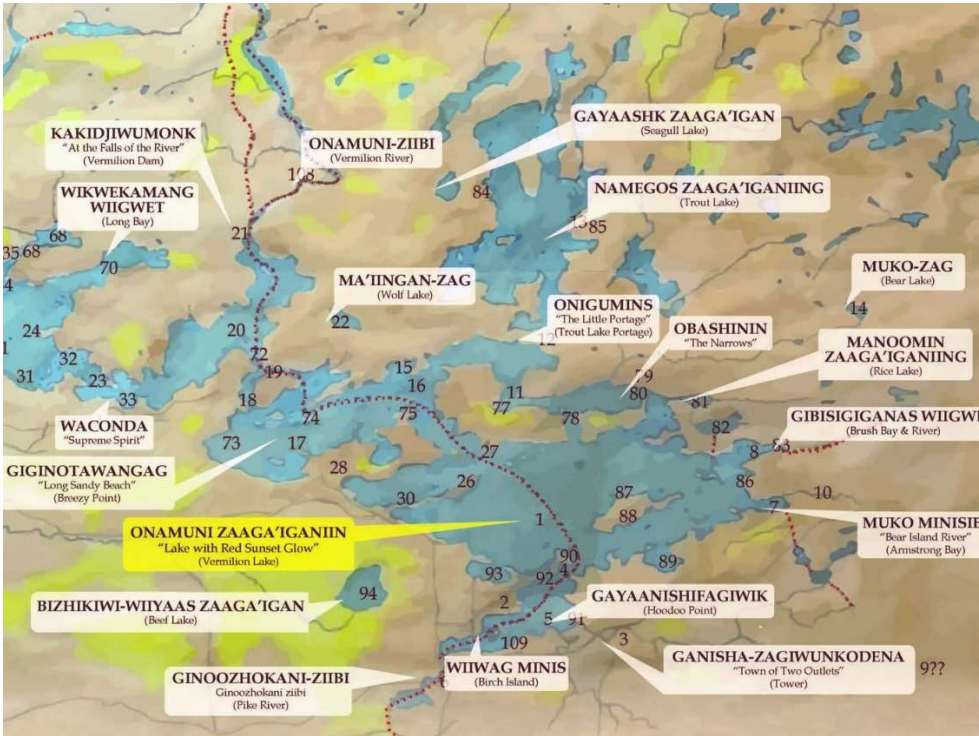 KAKIDJIWUMONK
"At the Falls of the River"
(Vermilion Dam)
ONAMUNI-ZIIBI
(Vermilion River)
GAYAASHK ZAAGA'IGAN
(Seagull Lake)
WIKWEKAMANG
WIIGWET
(Long Bay)
NAMEGOS ZAAGA'IGANIING
(Trout Lake)
108
84
13
85
21
68
35
68
70
4
MA'IINGAN-ZAG
(Wolf Lake)
MUKO-ZAG
(Bear Lake)
14
ONIGUMINS
"The Little Portage"
(Trout Lake Portage)
OBASHININ
"The Narrows"
MANOOMIN
ZAAGA'IGANIING
(Rice Lake)
22
24
20
12
1
32
72
31
23
19
15
79
33
18
16
11
80
81
WACONDA
"Supreme Spirit"
74
75
77
78
82
GIBISIGIGANAS WIIGW
(Brush Bay & River)
73
17
27
8
83
GIGINOTAWANGAG
"Long Sandy Beach"
(Breezy Point)
28
26
86
30
87
10
88
7
ONAMUNI ZAAGA'IGANIIN
"Lake with Red Sunset Glow"
(Vermilion Lake)
1
MUKO MINISIE
"Bear Island River"
(Armstrong Bay)
90
89
93
92
4
94
BIZHIKIWI-WIIYAAS ZAAGA'IGAN
(Beef Lake)
2
GAYAANISHIFAGIWIK
(Hoodoo Point)
5
91
109
3
GANISHA-ZAGIWUNKODENA
"Town of Two Outlets"
(Tower)
9??
WIIWAG MINIS
(Birch Island)
GINOOZHOKANI-ZIIBI
Ginoozhokani ziibi
(Pike River)